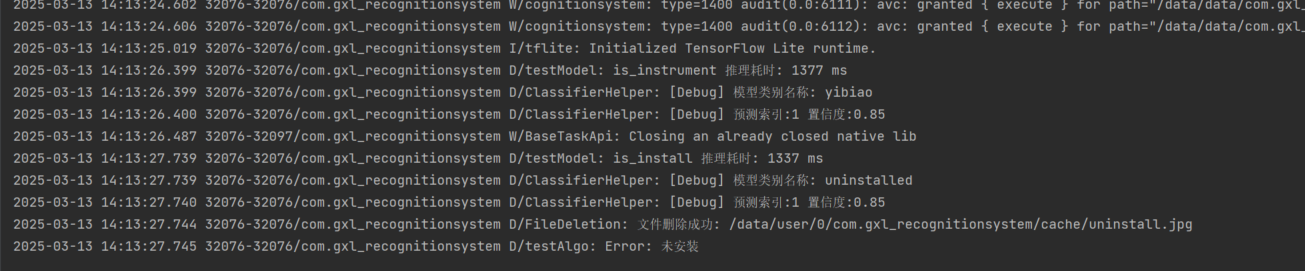 2025-03-13 14:13:24.602 32076-32076/com.gxl_recognitionsystem W/cognitionsystem: type=1400 audit(0.0:6111): avc: granted { execute } for path="/data/data/com.gxl_
2025-03-13 14:13:24.606 32076-32076/com.gxl_recognitionsystem W/cognitionsystem: type=1400 audit(0.0:6112): avc: granted { execute } for path="/data/data/com.gxl_
2025-03-13 14:13:25.019 32076-32076/com.gxl_recognitionsystem I/tflite: Initialized TensorFlow Lite runtime.
2025-03-13 14:13:26.399 32076-32076/com.gxl_recognitionsystem D/testModel: is_instrument 推理耗时: 1377 ms
2025-03-13 14:13:26.399 32076-32076/com.gxl_recognitionsystem D/ClassifierHelper: [Debug] 模型类别名称: yibiao
2025-03-13 14:13:26.400 32076-32076/com.gxl_recognitionsystem D/ClassifierHelper: [Debug] 预测索引:1 置信度:0.85
2025-03-13 14:13:26.487 32076-32097/com.gxl_recognitionsystem W/BaseTaskApi: Closing an already closed native lib
2025-03-13 14:13:27.739 32076-32076/com.gxl_recognitionsystem D/testModel: is_install 推理耗时: 1337 ms
2025-03-13 14:13:27.739 32076-32076/com.gxl_recognitionsystem D/ClassifierHelper: [Debug] 模型类别名称: uninstalled
2025-03-13 14:13:27.740 32076-32076/com.gxl_recognitionsystem D/ClassifierHelper: [Debug] 预测索引:1 置信度:0.85
2025-03-13 14:13:27.744 32076-32076/com.gxl_recognitionsystem D/FileDeletion: 文件删除成功: /data/user/0/com.gxl_recognitionsystem/cache/uninstall.jpg
2025-03-13 14:13:27.745 32076-32076/com.gxl_recognitionsystem D/testAlgo: Error: 未安装